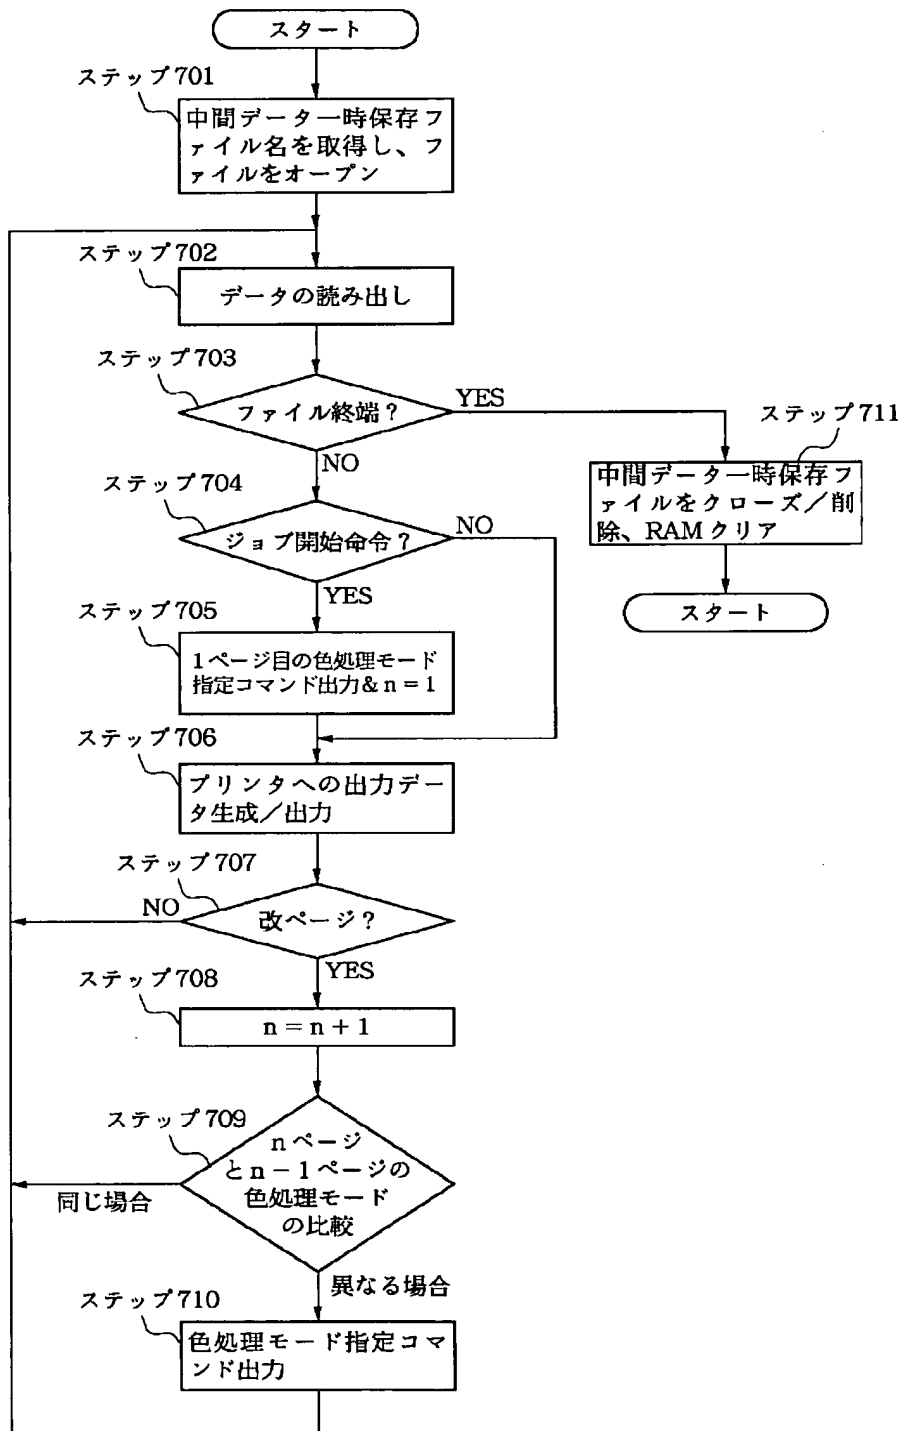 スタート
ステップ701
中間データ一時保存フ
ァイル名を取得し、フ
ァイルをオープン
ステップ702
データの読み出し
ステップ703
ファイル終端？
YES
NO
ステップ711
中間データ一時保存フ
ァイルをクローズ／削
除、RAMクリア
スタート
ステップ704
ジョブ開始命令？
NO
YES
ステップ705
1ページ目の色処理モード
指定コマンド出力&n＝1
ステップ706
プリンタへの出力デー
タ生成／出力
ステップ707
改ページ？
NO
YES
ステップ708
n＝n＋1
ステップ709
nページ
とn－1ページの
色処理モード
の比較
同じ場合
異なる場合
ステップ710
色処理モード指定コマ
ンド出力